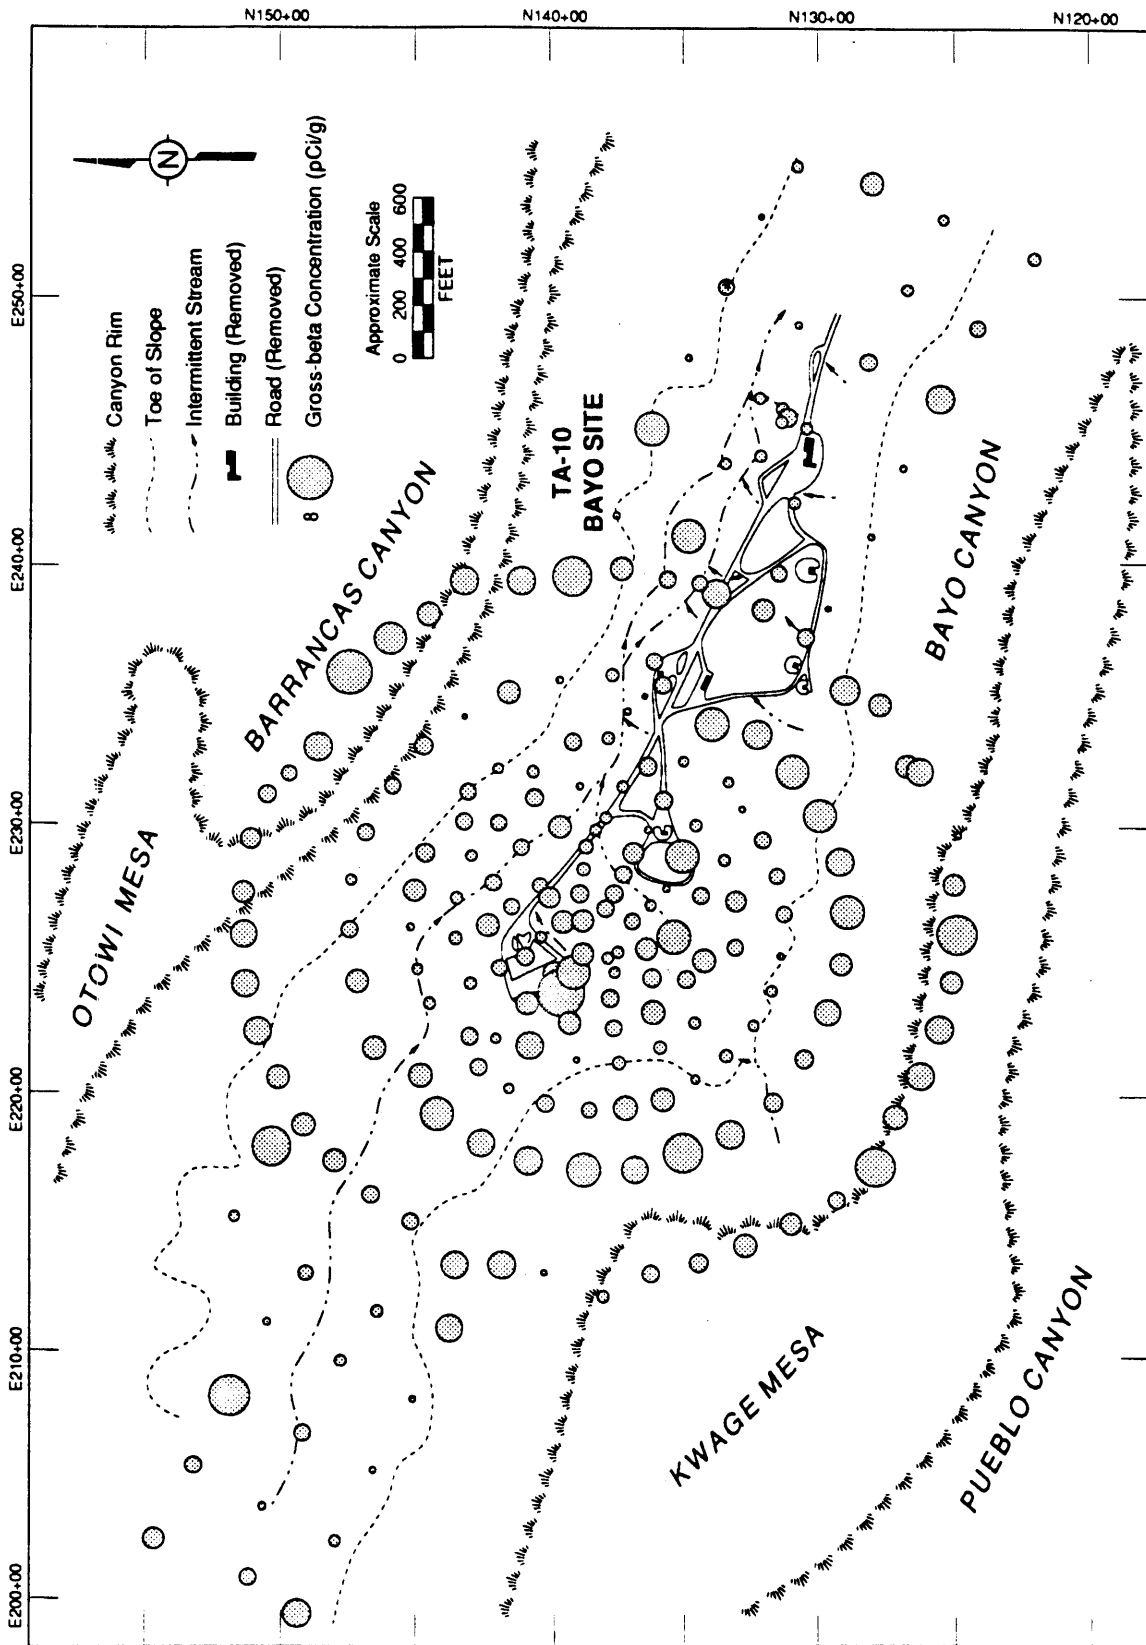 N150+00
N140+00
N130+00
N120+00
E250+00
E240+00
E230+00
E220+00
E210+00
E200+00
N
Canyon Rim
Toe of Slope
Intermittent Stream
Building (Removed)
Road (Removed)
8
Gross-beta Concentration (pCi/g)
Approximate Scale
0 200 400 600
FEET
TA-10
BAYO SITE
BARRANCAS CANYON
OTOWI MESA
BAYO CANYON
KWAGE MESA
PUEBLO CANYON